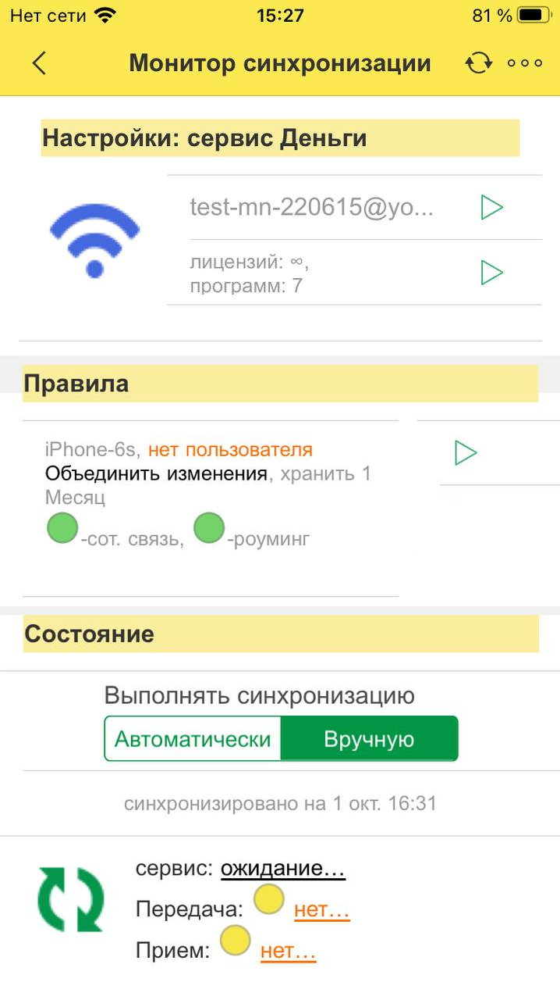 Нет сети 15:27 81 %
Монитор синхронизации
Настройки: сервис Деньги
test-mn-220615@yo...
лицензий: ∞,
программ: 7
Правила
iPhone-6s, нет пользователя
Объединить изменения, хранить 1
Месяц
-сот. связь, -роуминг
Состояние
Выполнять синхронизацию
Автоматически Вручную
синхронизировано на 1 окт. 16:31
сервис: ожидание...
Передача: нет...
Прием: нет...